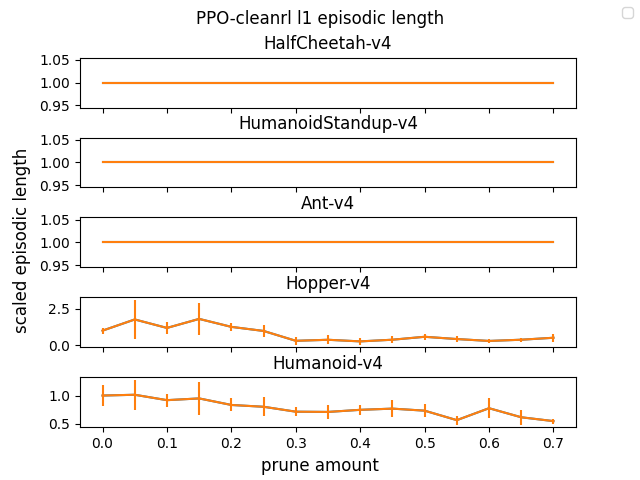 PPO-cleanrl l1 episodic length
HalfCheetah-v4
1.05
1.00
0.95
HumanoidStandup-v4
1.05
1.00
0.95
Ant-v4
1.05
1.00
0.95
scaled episodic length
Hopper-v4
2.5
0.0
Humanoid-v4
1.0
0.5
0.0 0.1 0.2 0.3 0.4 0.5 0.6 0.7
prune amount